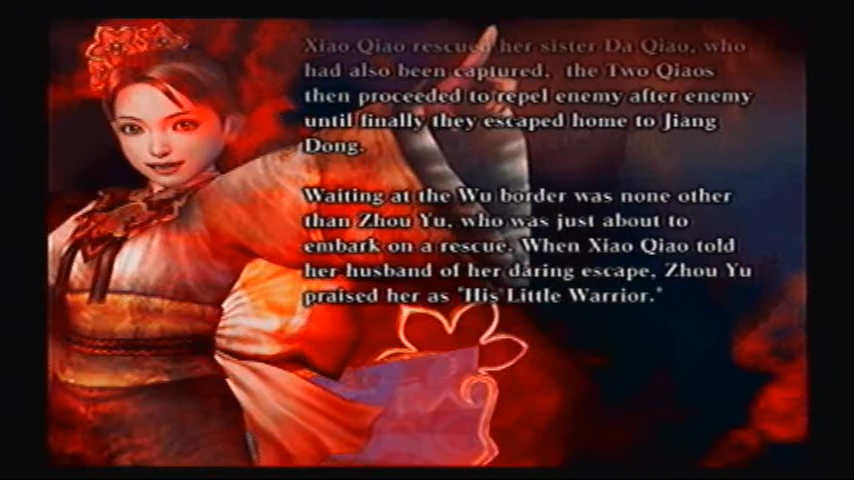 Xiao Qiao rescued her sister Da Qiao, who
had also been captured, the Two Qiaos
then proceeded to repel enemy after enemy
until finally they escaped home to Jiang
Dong.
Waiting at the Wu border was none other
than Zhou Yu, who was just about to
embark on a rescue. When Xiao Qiao told
her husband of her daring escape, Zhou Yu
praised her as "His Little Warrior."